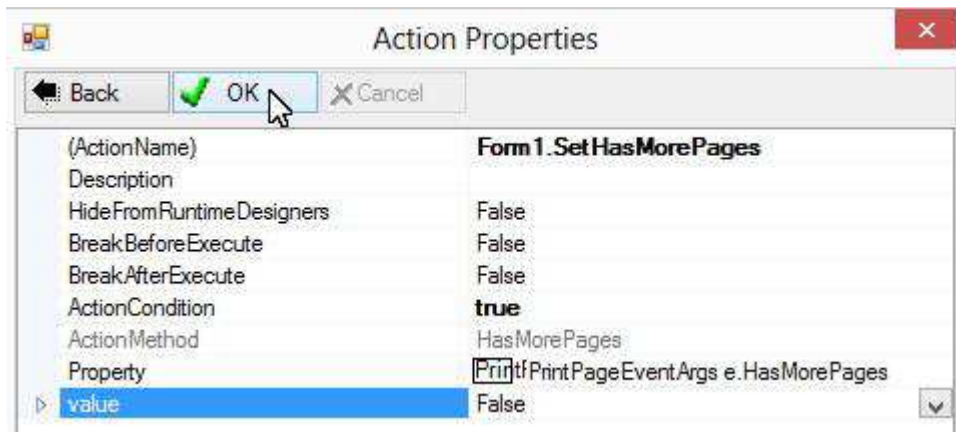 Action Properties
Back OK Cancel
(ActionName) Form1.SetHasMorePages
Description
HideFromRuntimeDesigners False
BreakBeforeExecute False
BreakAfterExecute False
ActionCondition true
ActionMethod HasMorePages
Property PrintPageEventArgs e.HasMorePages
value False